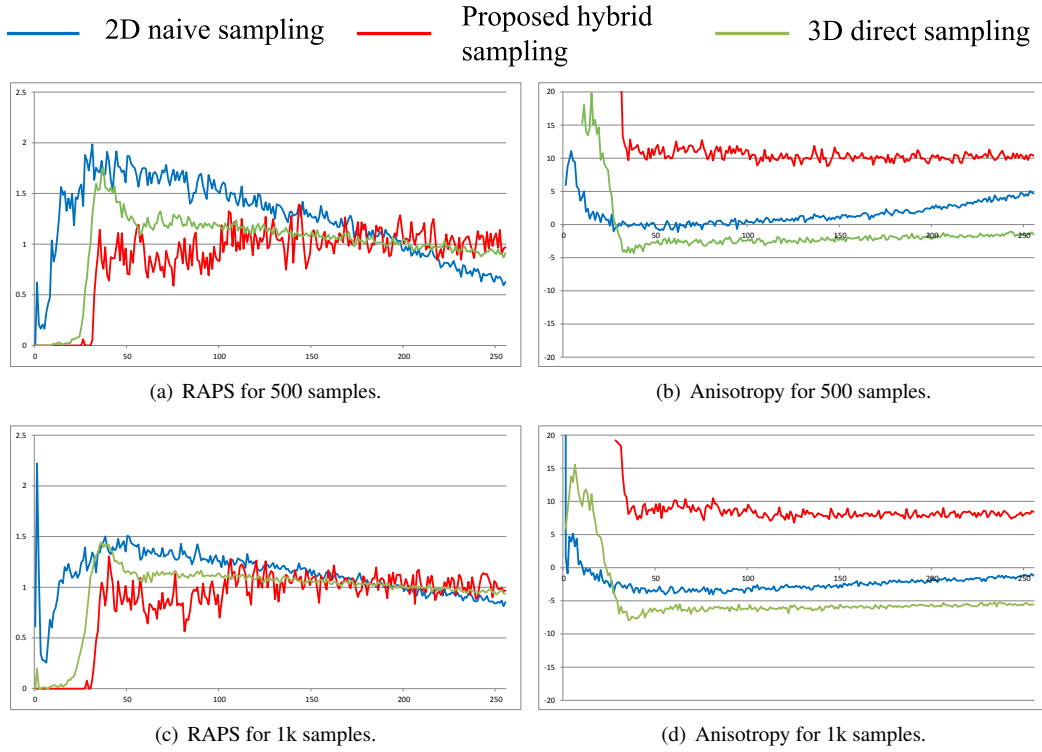 2D naive sampling
Proposed hybrid
sampling
3D direct sampling
2.5
2
1.5
1
0.5
0
0 50 100 150 200 250
20
15
10
5
0
-5
-10
-15
-20
0 50 100 150 200 250
(a) RAPS for 500 samples.
(b) Anisotropy for 500 samples.
2.5
2
1.5
1
0.5
0
0 50 100 150 200 250
20
15
10
5
0
-5
-10
-15
-20
0 50 100 150 200 250
(c) RAPS for 1k samples.
(d) Anisotropy for 1k samples.